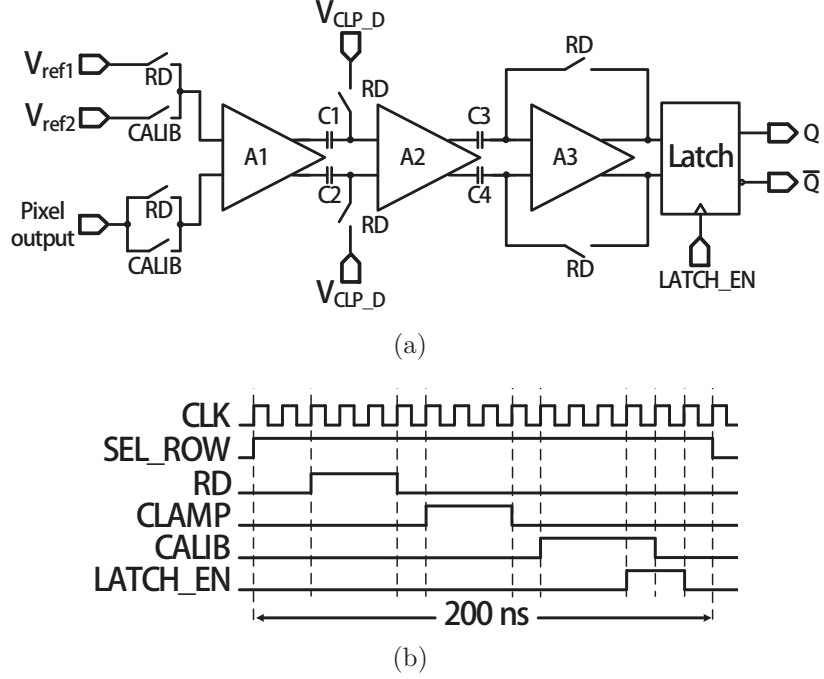 V_CLP_D
V_ref1
RD
RD
RD
V_ref2
CALIB
C1
C3
A1
A2
A3
Latch
Q
Q̅
C2
C4
Pixel
output
RD
CALIB
RD
RD
V_CLP_D
LATCH_EN
(a)
CLK
SEL_ROW
RD
CLAMP
CALIB
LATCH_EN
200 ns
(b)